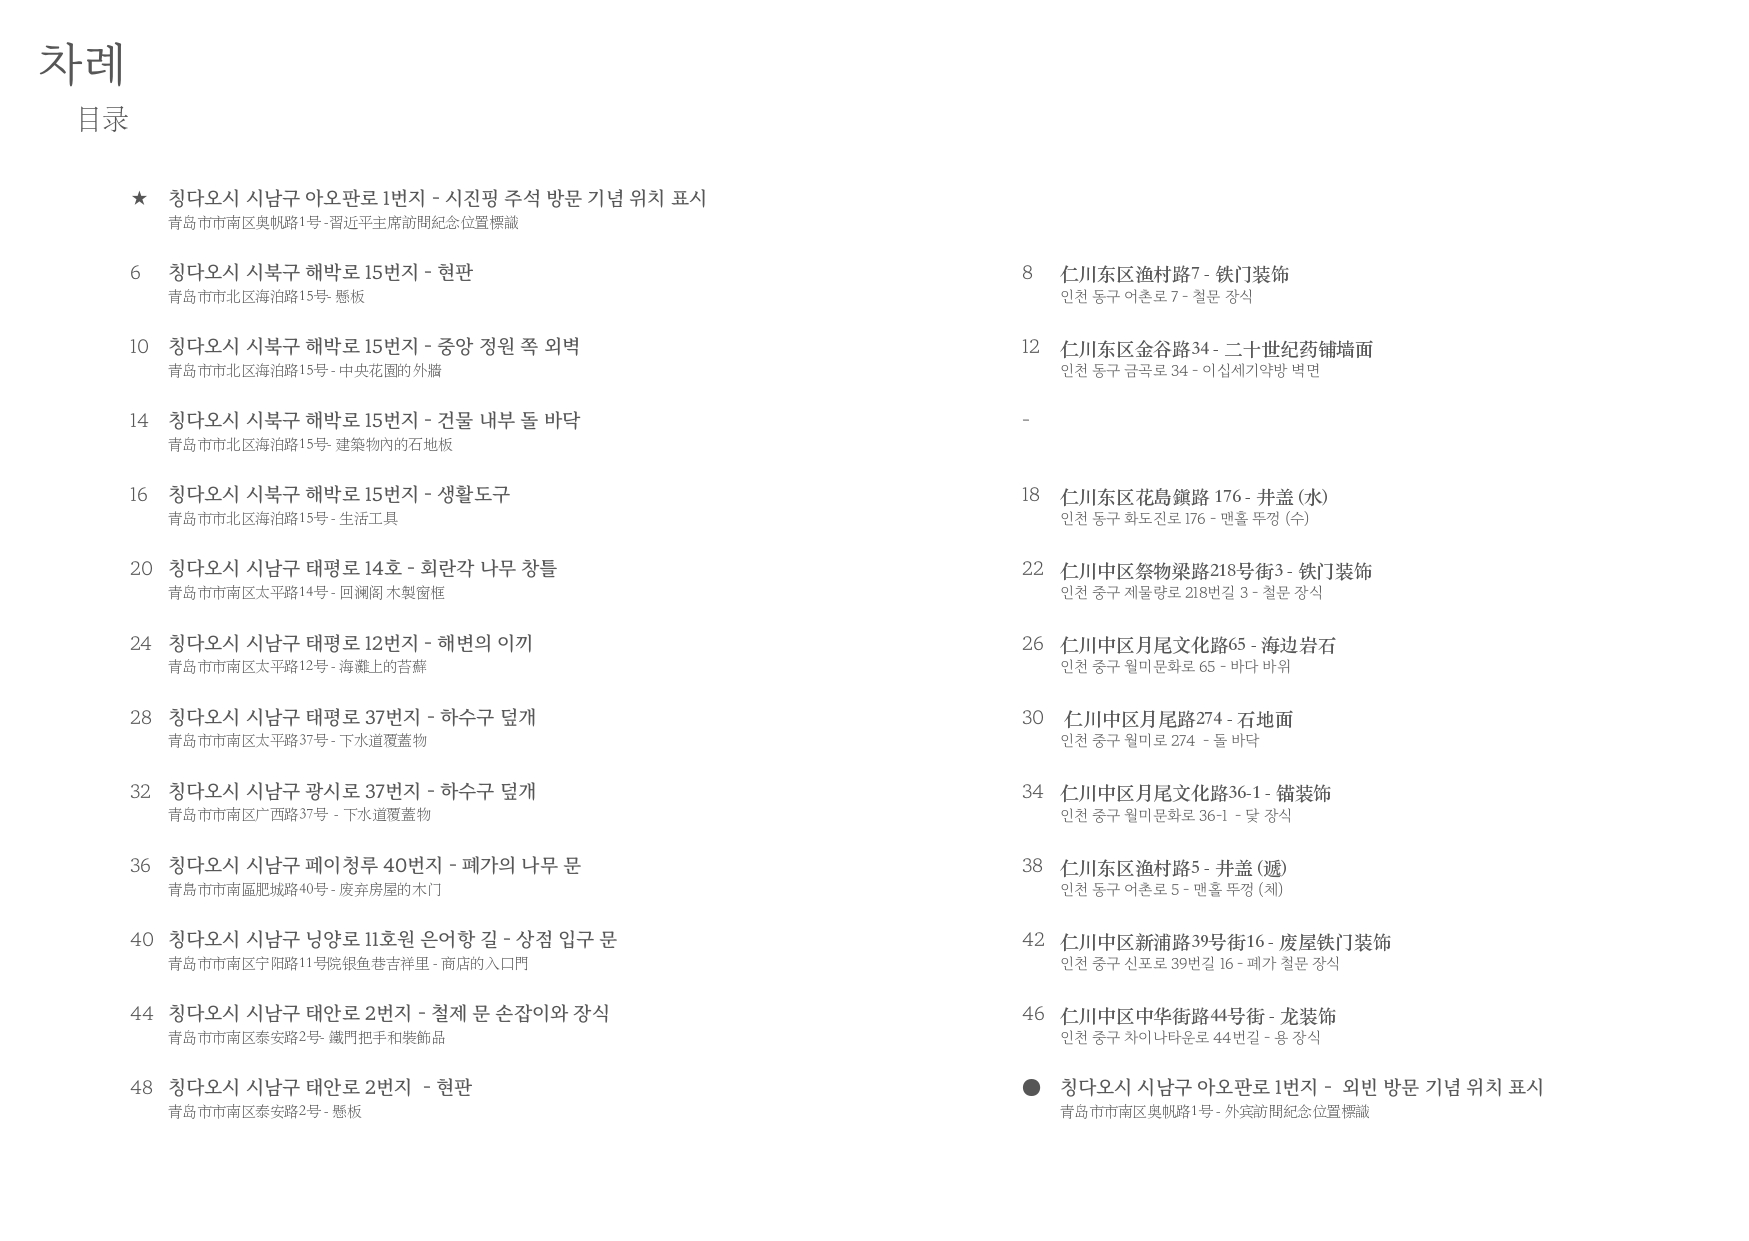 차례
目录
★ 칭다오시 시남구 아오판로 1번지 - 시진핑 주석 방문 기념 위치 표시
青岛市市南区奥帆路1号 -習近平主席訪問紀念位置標識
6 칭다오시 시북구 해박로 15번지 - 현판
青岛市市北区海泊路15号- 懸板
10 칭다오시 시북구 해박로 15번지 - 중앙 정원 쪽 외벽
青岛市市北区海泊路15号 - 中央花園的外牆
14 칭다오시 시북구 해박로 15번지 - 건물 내부 돌 바닥
青岛市市北区海泊路15号- 建築物內的石地板
16 칭다오시 시북구 해박로 15번지 - 생활도구
青岛市市北区海泊路15号 - 生活工具
20 칭다오시 시남구 태평로 14호 - 회란각 나무 창틀
青岛市市南区太平路14号 - 回澜阁 木製窗框
24 칭다오시 시남구 태평로 12번지 - 해변의 이끼
青岛市市南区太平路12号 - 海灘上的苔蘚
28 칭다오시 시남구 태평로 37번지 - 하수구 덮개
青岛市市南区太平路37号 - 下水道覆蓋物
32 칭다오시 시남구 광시로 37번지 - 하수구 덮개
青岛市市南区广西路37号 - 下水道覆蓋物
36 칭다오시 시남구 페이청루 40번지 - 폐가의 나무 문
青島市市南區肥城路40号 - 废弃房屋的木门
40 칭다오시 시남구 닝양로 11호원 은어항 길 - 상점 입구 문
青岛市市南区宁阳路11号院银鱼巷吉祥里 - 商店的入口門
44 칭다오시 시남구 태안로 2번지 - 철제 문 손잡이와 장식
青岛市市南区泰安路2号- 鐵門把手和裝飾品
48 칭다오시 시남구 태안로 2번지 - 현판
青岛市市南区泰安路2号 - 懸板
8 仁川东区渔村路7 - 铁门装饰
인천 동구 어촌로 7 - 철문 장식
12 仁川东区金谷路34 - 二十世纪药铺墙面
인천 동구 금곡로 34 - 이십세기약방 벽면
-
18 仁川东区花島鎭路 176 - 井盖 (水)
인천 동구 화도진로 176 - 맨홀 뚜껑 (수)
22 仁川中区祭物梁路218号街3 - 铁门装饰
인천 중구 제물량로 218번길 3 - 철문 장식
26 仁川中区月尾文化路65 - 海边岩石
인천 중구 월미문화로 65 - 바다 바위
30 仁川中区月尾路274 - 石地面
인천 중구 월미로 274 - 돌 바닥
34 仁川中区月尾文化路36-1 - 锚装饰
인천 중구 월미문화로 36-1 - 닻 장식
38 仁川东区渔村路5 - 井盖 (遞)
인천 동구 어촌로 5 - 맨홀 뚜껑 (체)
42 仁川中区新浦路39号街16 - 废屋铁门装饰
인천 중구 신포로 39번길 16 - 폐가 철문 장식
46 仁川中区中华街路44号街 - 龙装饰
인천 중구 차이나타운로 44번길 - 용 장식
● 칭다오시 시남구 아오판로 1번지 - 외빈 방문 기념 위치 표시
青岛市市南区奥帆路1号 - 外宾訪問紀念位置標識